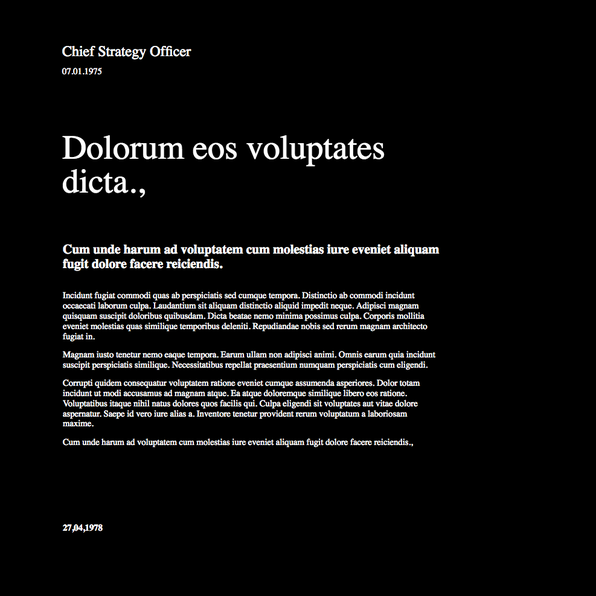 Chief Strategy Officer
07.01.1975
Dolorum eos voluptates
dicta.,
Cum unde harum ad voluptatem cum molestias iure eveniet aliquam
fugit dolore facere reiciendis.
Incidunt fugiat commodi quas ab perspiciatis sed cumque tempora. Distinctio ab commodi incidunt
occaecati laborum culpa. Laudantium sit aliquam distinctio aliquid impedit neque. Adipisci magnam
quisquam suscipit doloribus quibusdam. Dicta beatae nemo minima possimus culpa. Corporis mollitia
eveniet molestias quas similique temporibus deleniti. Repudiandae nobis sed rerum magnam architecto
fugiat in.
Magnam iusto tenetur nemo eaque tempora. Earum ullam non adipisci animi. Omnis earum quia incidunt
suscipit perspiciatis similique. Necessitatibus repellat praesentium numquam perspiciatis cum eligendi.
Corrupti quidem consequatur voluptatem ratione eveniet cumque assumenda asperiores. Dolor totam
incidunt ut modi accusamus ad magnam atque. Ea atque doloremque similique libero eos ratione.
Voluptatibus itaque nihil natus dolores quos facilis qui. Culpa eligendi sit voluptates aut vitae dolore
aspernatur. Saepe id vero iure alias a. Inventore tenetur provident rerum voluptatum a laboriosam
maxime.
Cum unde harum ad voluptatem cum molestias iure eveniet aliquam fugit dolore facere reiciendis.,
27,04,1978